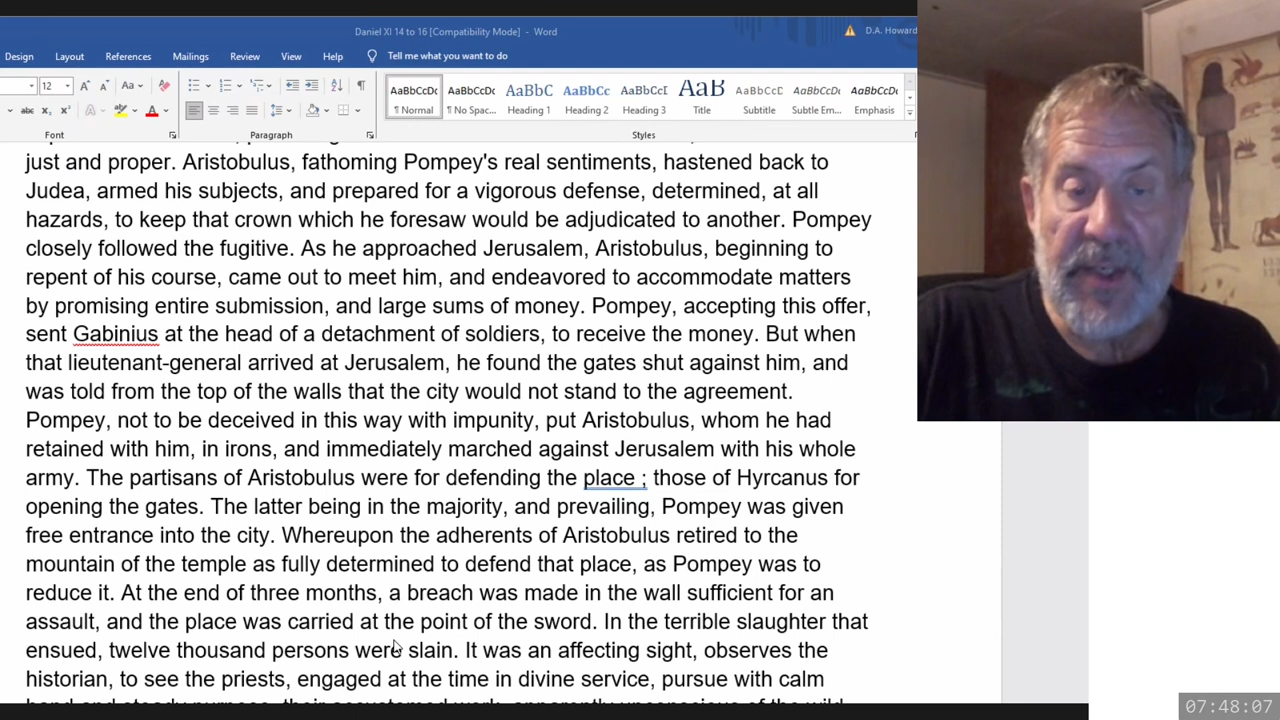 Daniel XI 14 to 16 [Compatibility Mode] - Word
D.A. Howard
Design Layout References Mailings Review View Help Tell me what you want to do
12 Aa
AaBbCcDc AaBbCcDc AaBbC AaBbCc AaBbCcD AaB AaBbCcD AaBbCcDc AaBbCcDc
abc x₂ x² A A
¶ Normal ¶ No Spac... Heading 1 Heading 2 Heading 3 Title Subtitle Subtle Em... Emphasis
Font Paragraph Styles
just and proper. Aristobulus, fathoming Pompey's real sentiments, hastened back to
Judea, armed his subjects, and prepared for a vigorous defense, determined, at all
hazards, to keep that crown which he foresaw would be adjudicated to another. Pompey
closely followed the fugitive. As he approached Jerusalem, Aristobulus, beginning to
repent of his course, came out to meet him, and endeavored to accommodate matters
by promising entire submission, and large sums of money. Pompey, accepting this offer,
sent Gabinius at the head of a detachment of soldiers, to receive the money. But when
that lieutenant-general arrived at Jerusalem, he found the gates shut against him, and
was told from the top of the walls that the city would not stand to the agreement.
Pompey, not to be deceived in this way with impunity, put Aristobulus, whom he had
retained with him, in irons, and immediately marched against Jerusalem with his whole
army. The partisans of Aristobulus were for defending the place ; those of Hyrcanus for
opening the gates. The latter being in the majority, and prevailing, Pompey was given
free entrance into the city. Whereupon the adherents of Aristobulus retired to the
mountain of the temple as fully determined to defend that place, as Pompey was to
reduce it. At the end of three months, a breach was made in the wall sufficient for an
assault, and the place was carried at the point of the sword. In the terrible slaughter that
ensued, twelve thousand persons were slain. It was an affecting sight, observes the
historian, to see the priests, engaged at the time in divine service, pursue with calm
07:48:07